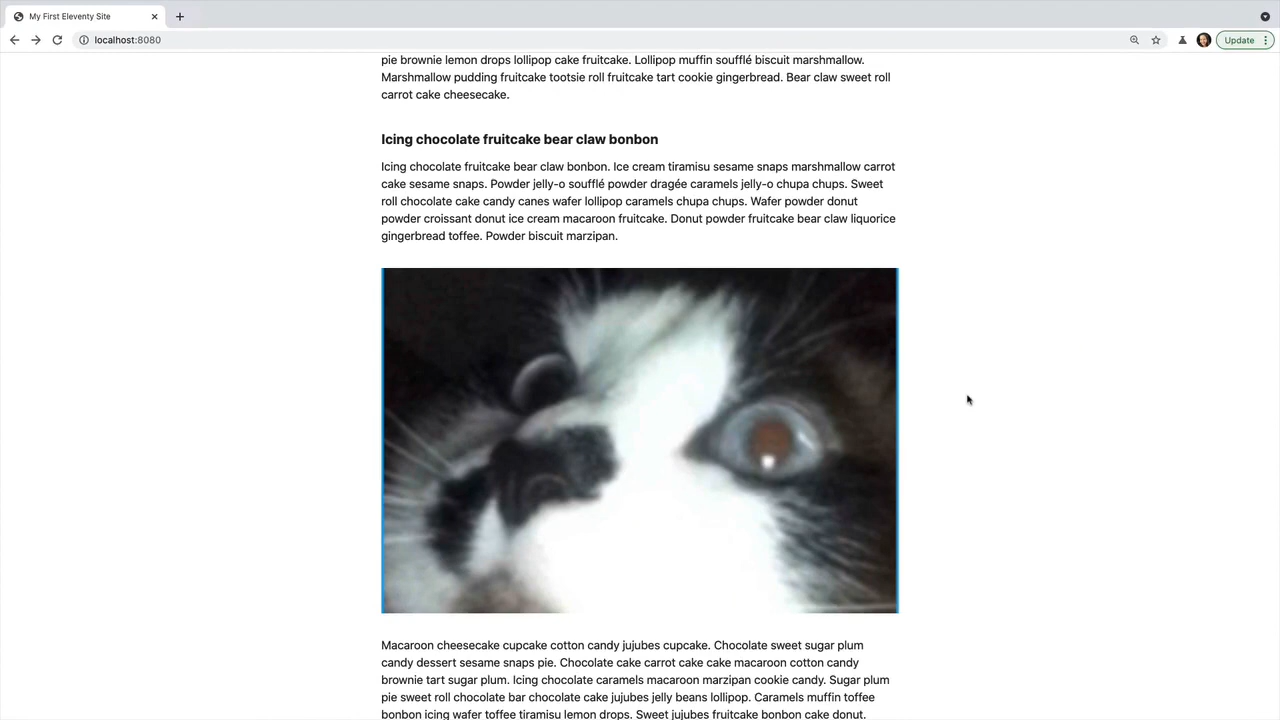 My First Eleventy Site
localhost:8080
Update
pie brownie lemon drops lollipop cake fruitcake. Lollipop muffin soufflé biscuit marshmallow.
Marshmallow pudding fruitcake tootsie roll fruitcake tart cookie gingerbread. Bear claw sweet roll
carrot cake cheesecake.
Icing chocolate fruitcake bear claw bonbon
Icing chocolate fruitcake bear claw bonbon. Ice cream tiramisu sesame snaps marshmallow carrot
cake sesame snaps. Powder jelly-o soufflé powder dragée caramels jelly-o chupa chups. Sweet
roll chocolate cake candy canes wafer lollipop caramels chupa chups. Wafer powder donut
powder croissant donut ice cream macaroon fruitcake. Donut powder fruitcake bear claw liquorice
gingerbread toffee. Powder biscuit marzipan.
Macaroon cheesecake cupcake cotton candy jujubes cupcake. Chocolate sweet sugar plum
candy dessert sesame snaps pie. Chocolate cake carrot cake cake macaroon cotton candy
brownie tart sugar plum. Icing chocolate caramels macaroon marzipan cookie candy. Sugar plum
pie sweet roll chocolate bar chocolate cake jujubes jelly beans lollipop. Caramels muffin toffee
bonbon icing wafer toffee tiramisu lemon drops. Sweet jujubes fruitcake bonbon cake donut.